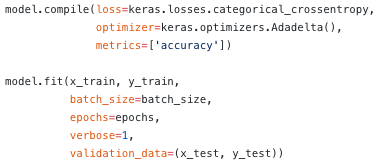 model.compile(loss=keras.losses.categorical_crossentropy,
              optimizer=keras.optimizers.Adadelta(),
              metrics=['accuracy'])

model.fit(x_train, y_train,
          batch_size=batch_size,
          epochs=epochs,
          verbose=1,
          validation_data=(x_test, y_test))